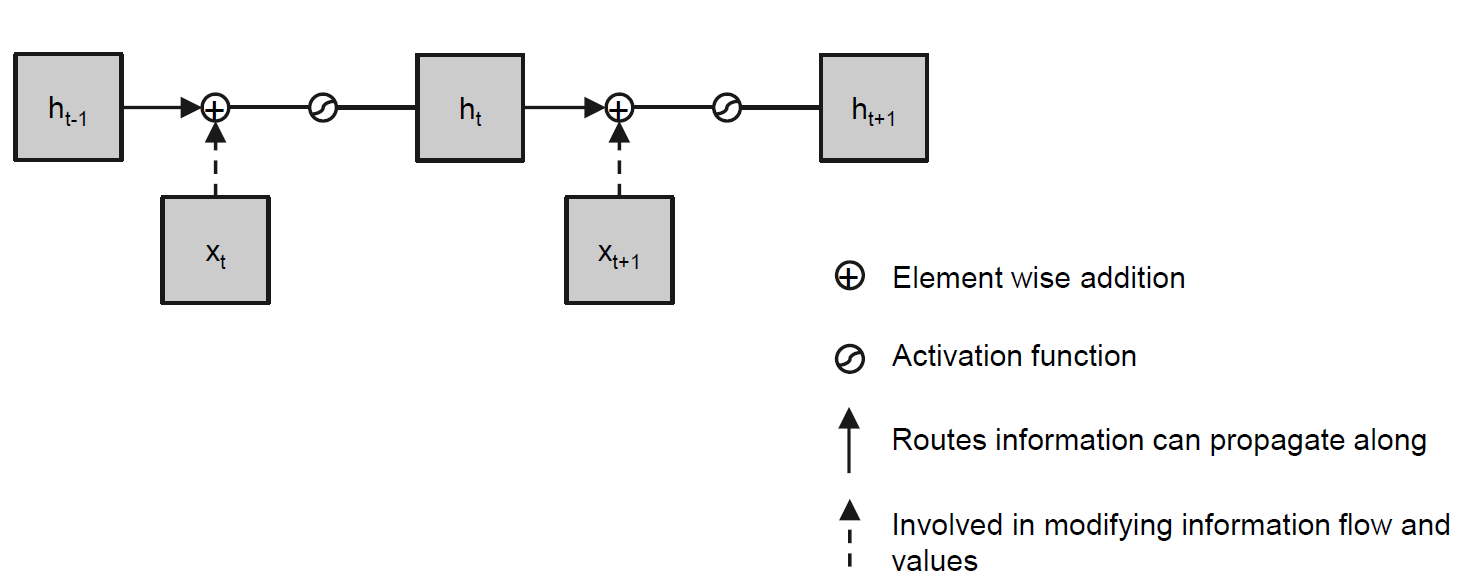 h_{t-1}
h_t
h_{t+1}
x_t
x_{t+1}
Element wise addition
Activation function
Routes information can propagate along
Involved in modifying information flow and
values